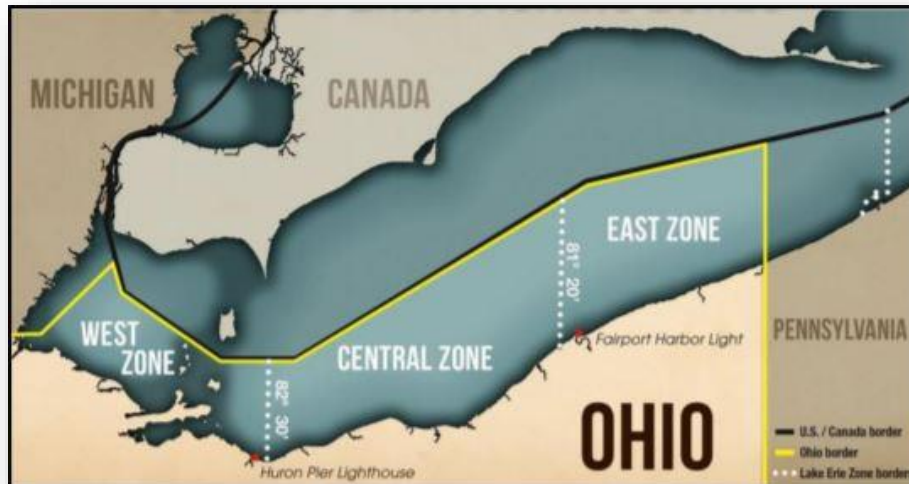 MICHIGAN
CANADA
EAST ZONE
81° 20'
WEST
ZONE
CENTRAL ZONE
Fairport Harbor Light
PENNSYLVANIA
82° 30'
OHIO
U.S. / Canada border
Ohio border
Lake Erie Zone border
Huron Pier Lighthouse